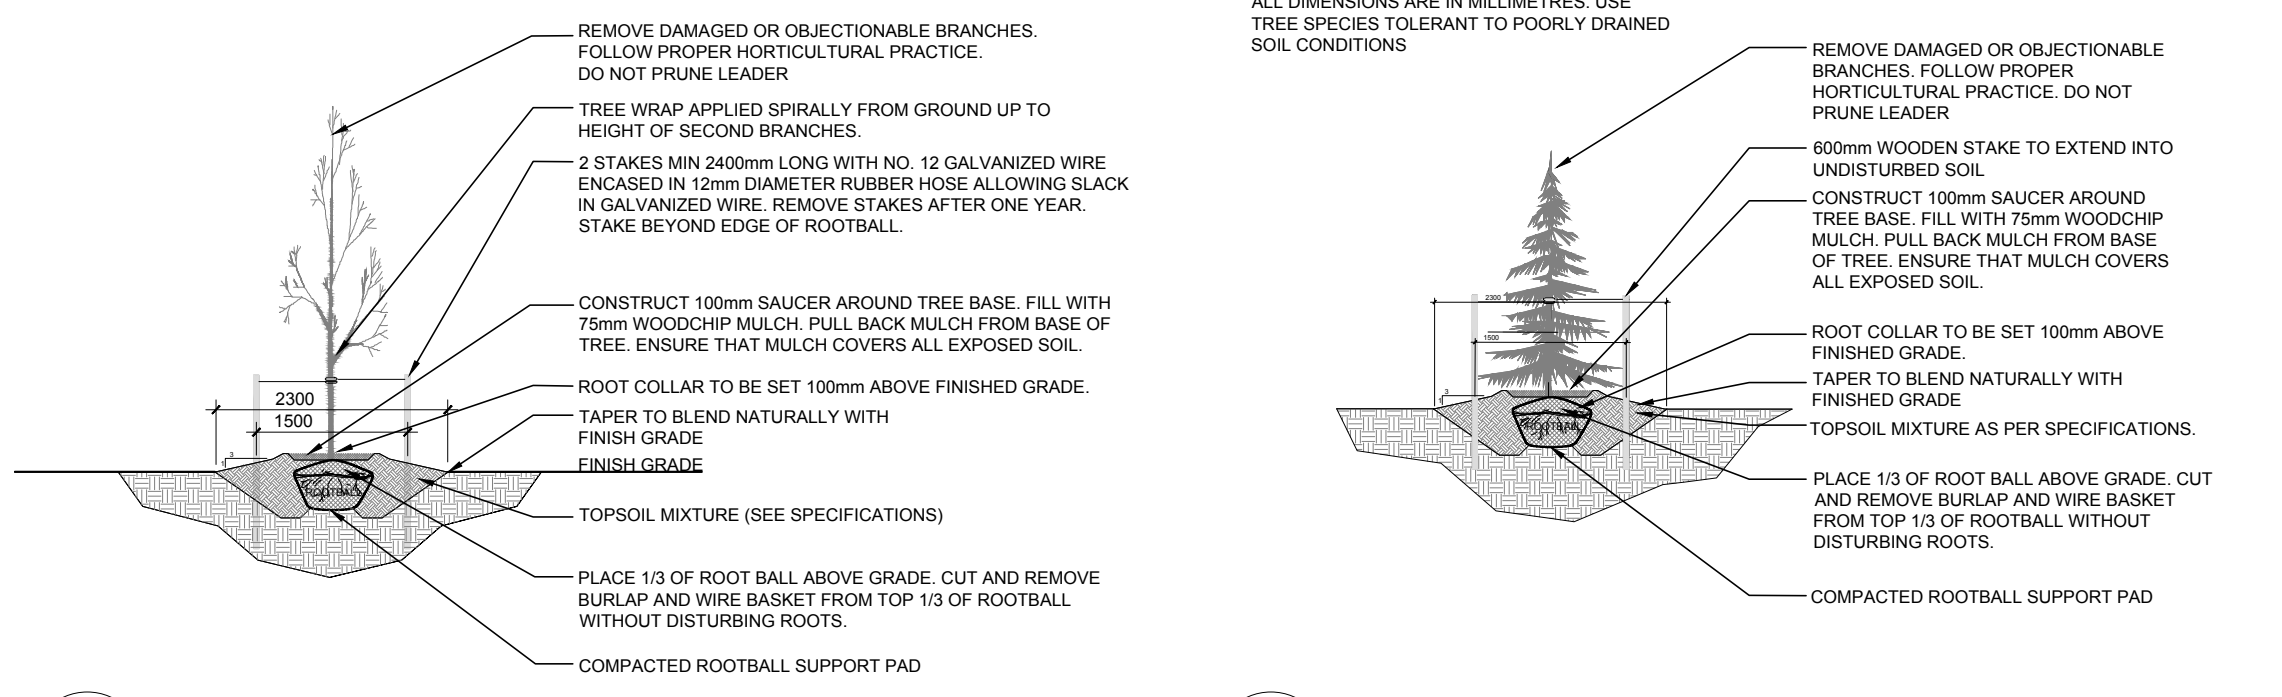 REMOVE DAMAGED OR OBJECTIONABLE BRANCHES.
FOLLOW PROPER HORTICULTURAL PRACTICE.
DO NOT PRUNE LEADER
TREE WRAP APPLIED SPIRALLY FROM GROUND UP TO
HEIGHT OF SECOND BRANCHES.
2 STAKES MIN 2400mm LONG WITH NO. 12 GALVANIZED WIRE
ENCASED IN 12mm DIAMETER RUBBER HOSE ALLOWING SLACK
IN GALVANIZED WIRE. REMOVE STAKES AFTER ONE YEAR.
STAKE BEYOND EDGE OF ROOTBALL.
CONSTRUCT 100mm SAUCER AROUND TREE BASE. FILL WITH
75mm WOODCHIP MULCH. PULL BACK MULCH FROM BASE OF
TREE. ENSURE THAT MULCH COVERS ALL EXPOSED SOIL.
ROOT COLLAR TO BE SET 100mm ABOVE FINISHED GRADE.
TAPER TO BLEND NATURALLY WITH
FINISH GRADE
FINISH GRADE
TOPSOIL MIXTURE (SEE SPECIFICATIONS)
PLACE 1/3 OF ROOT BALL ABOVE GRADE. CUT AND REMOVE
BURLAP AND WIRE BASKET FROM TOP 1/3 OF ROOTBALL
WITHOUT DISTURBING ROOTS.
COMPACTED ROOTBALL SUPPORT PAD
2300
1500
3
1
ROOTBALL
ALL DIMENSIONS ARE IN MILLIMETRES. USE
TREE SPECIES TOLERANT TO POORLY DRAINED
SOIL CONDITIONS
REMOVE DAMAGED OR OBJECTIONABLE
BRANCHES. FOLLOW PROPER
HORTICULTURAL PRACTICE. DO NOT
PRUNE LEADER
600mm WOODEN STAKE TO EXTEND INTO
UNDISTURBED SOIL
CONSTRUCT 100mm SAUCER AROUND
TREE BASE. FILL WITH 75mm WOODCHIP
MULCH. PULL BACK MULCH FROM BASE
OF TREE. ENSURE THAT MULCH COVERS
ALL EXPOSED SOIL.
ROOT COLLAR TO BE SET 100mm ABOVE
FINISHED GRADE.
TAPER TO BLEND NATURALLY WITH
FINISHED GRADE
TOPSOIL MIXTURE AS PER SPECIFICATIONS.
PLACE 1/3 OF ROOT BALL ABOVE GRADE. CUT
AND REMOVE BURLAP AND WIRE BASKET
FROM TOP 1/3 OF ROOTBALL WITHOUT
DISTURBING ROOTS.
COMPACTED ROOTBALL SUPPORT PAD
2300
1500
3
1
ROOTBALL